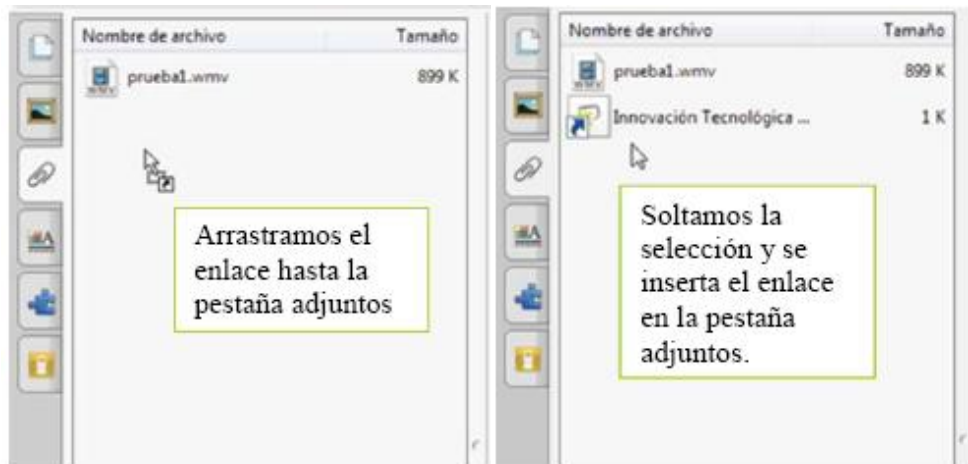 Nombre de archivo Tamaño
prueba1.wmv 899 K
Arrastramos el
enlace hasta la
pestaña adjuntos
Nombre de archivo Tamaño
prueba1.wmv 899 K
Innovación Tecnológica ... 1 K
Soltamos la
selección y se
inserta el enlace
en la pestaña
adjuntos.